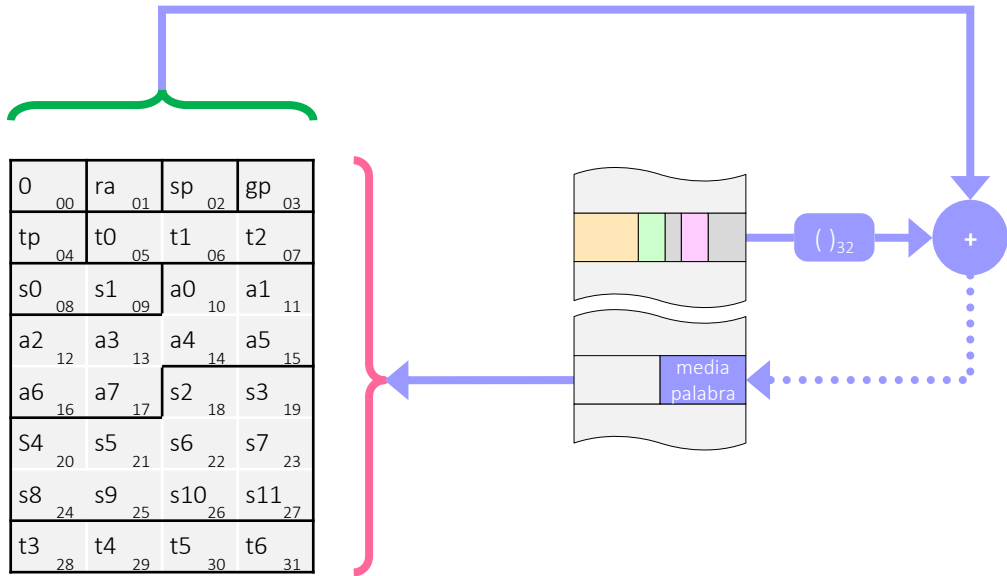 0 00 ra 01 sp 02 gp 03
tp 04 t0 05 t1 06 t2 07
s0 08 s1 09 a0 10 a1 11
a2 12 a3 13 a4 14 a5 15
a6 16 a7 17 s2 18 s3 19
S4 20 s5 21 s6 22 s7 23
s8 24 s9 25 s10 26 s11 27
t3 28 t4 29 t5 30 t6 31
( )32
+
media
palabra